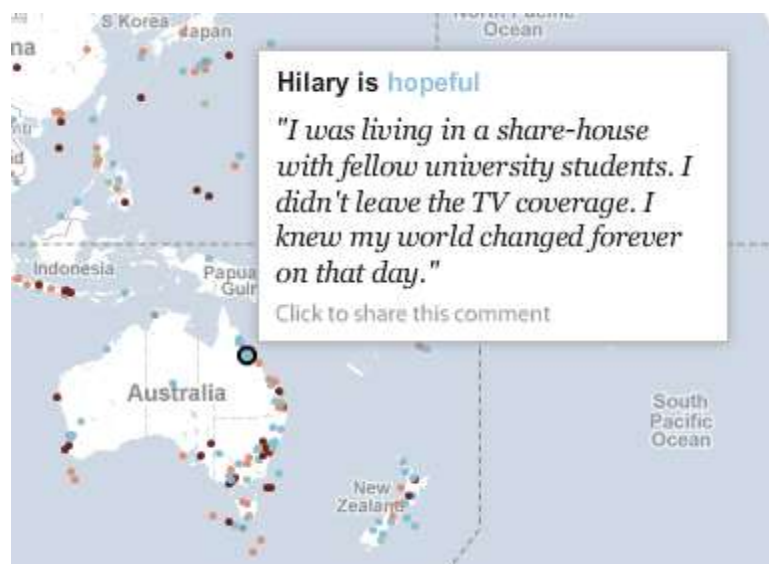 S Korea
Japan
North Pacific
Ocean
na
Hilary is hopeful
"I was living in a share-house
with fellow university students. I
didn't leave the TV coverage. I
knew my world changed forever
on that day."
Click to share this comment
Indonesia
Papua
Australia
South
Pacific
Ocean
New
Zealand